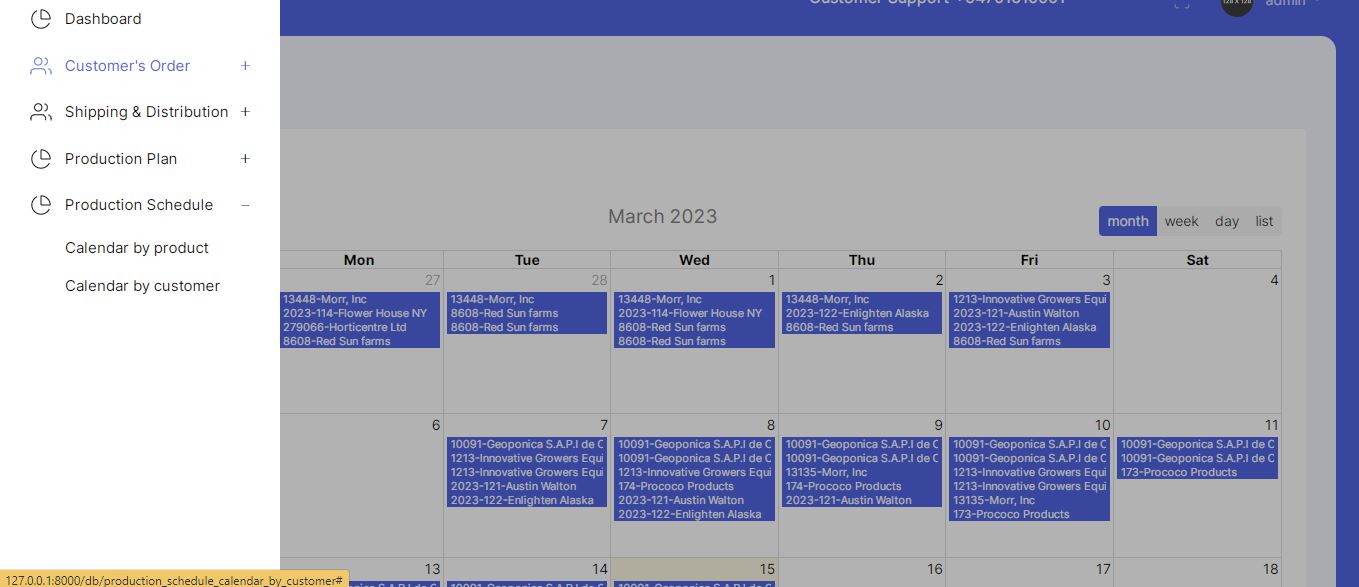 Customer Support +94701510661
128 X 128
admin
Dashboard
Customer's Order +
Shipping & Distribution +
Production Plan +
Production Schedule –
Calendar by product
Calendar by customer
March 2023
month week day list
Mon Tue Wed Thu Fri Sat
27 28 1 2 3 4
13448-Morr, Inc
2023-114-Flower House NY
279066-Horticentre Ltd
8608-Red Sun farms
13448-Morr, Inc
8608-Red Sun farms
8608-Red Sun farms
13448-Morr, Inc
2023-114-Flower House NY
8608-Red Sun farms
8608-Red Sun farms
13448-Morr, Inc
2023-122-Enlighten Alaska
8608-Red Sun farms
1213-Innovative Growers Equi
2023-121-Austin Walton
2023-122-Enlighten Alaska
8608-Red Sun farms
6 7 8 9 10 11
10091-Geoponica S.A.P.I de C
1213-Innovative Growers Equi
1213-Innovative Growers Equi
2023-121-Austin Walton
2023-122-Enlighten Alaska
10091-Geoponica S.A.P.I de C
10091-Geoponica S.A.P.I de C
1213-Innovative Growers Equi
174-Prococo Products
2023-121-Austin Walton
2023-122-Enlighten Alaska
10091-Geoponica S.A.P.I de C
10091-Geoponica S.A.P.I de C
13135-Morr, Inc
174-Prococo Products
2023-121-Austin Walton
10091-Geoponica S.A.P.I de C
10091-Geoponica S.A.P.I de C
1213-Innovative Growers Equi
1213-Innovative Growers Equi
13135-Morr, Inc
173-Prococo Products
10091-Geoponica S.A.P.I de C
10091-Geoponica S.A.P.I de C
173-Prococo Products
13 14 15 16 17 18
127.0.0.1:8000/db/production_schedule_calendar_by_customer#